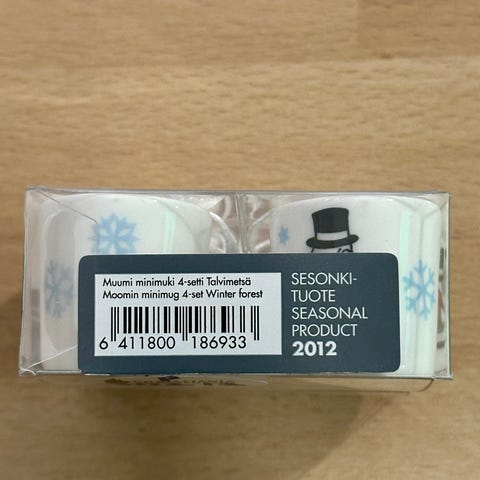 Muumi minimuki 4-setti Talvimetsä
Moomin minimug 4-set Winter forest
6 411800 186933
SESONKI-
TUOTE
SEASONAL
PRODUCT
2012